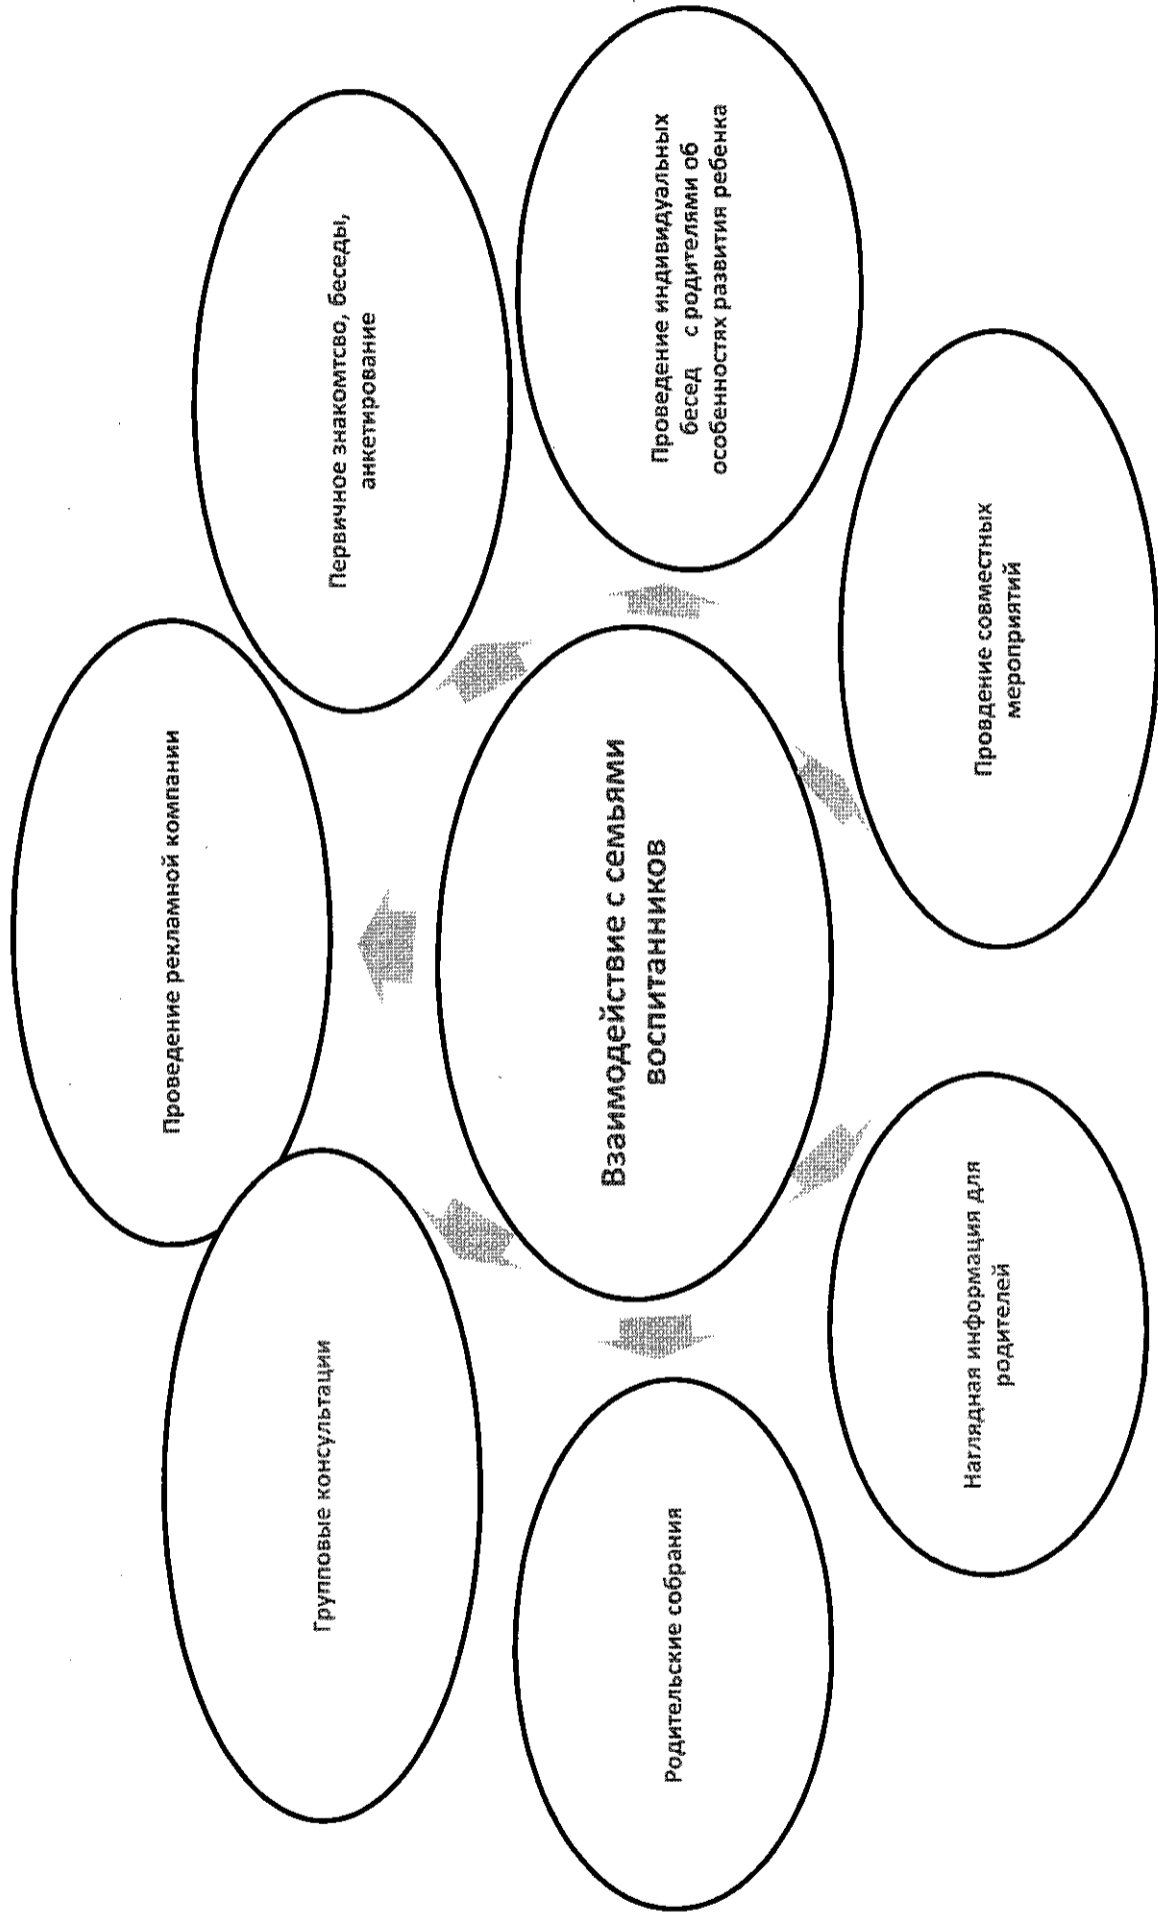 Проведение рекламной компании
Первичное знакомтсво, беседы,
анкетирование
Проведение индивидуальных
бесед с родителями об
особенностях развития ребенка
Провдение совместных
мероприятий
Наглядная информация для
родителей
Родительские собрания
Групповые консультации
Взаимодействие с семьями
воспитанников